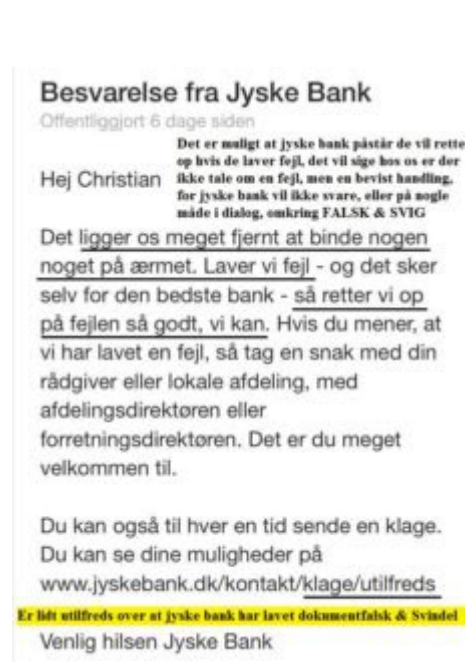 Besvarelse fra Jyske Bank
Offentliggjort 6 dage siden
Det er muligt at jyske bank påstår de vil rette
op hvis de laver fejl, det vil sige hos os er der
Hej Christian
ikke tale om en fejl, men en bevist handling,
for jyske bank vil ikke svare, eller på nogle
måde i dialog, omkring FALSK & SVIG
Det ligger os meget fjernt at binde nogen
noget på ærmet. Laver vi fejl - og det sker
selv for den bedste bank - så retter vi op
på fejlen så godt, vi kan. Hvis du mener, at
vi har lavet en fejl, så tag en snak med din
rådgiver eller lokale afdeling, med
afdelingsdirektøren eller
forretningsdirektøren. Det er du meget
velkommen til.
Du kan også til hver en tid sende en klage.
Du kan se dine muligheder på
www.jyskebank.dk/kontakt/klage/utilfreds
Er lidt utilfreds over at jyske bank har lavet dokumentfalsk & Svindel
Venlig hilsen Jyske Bank